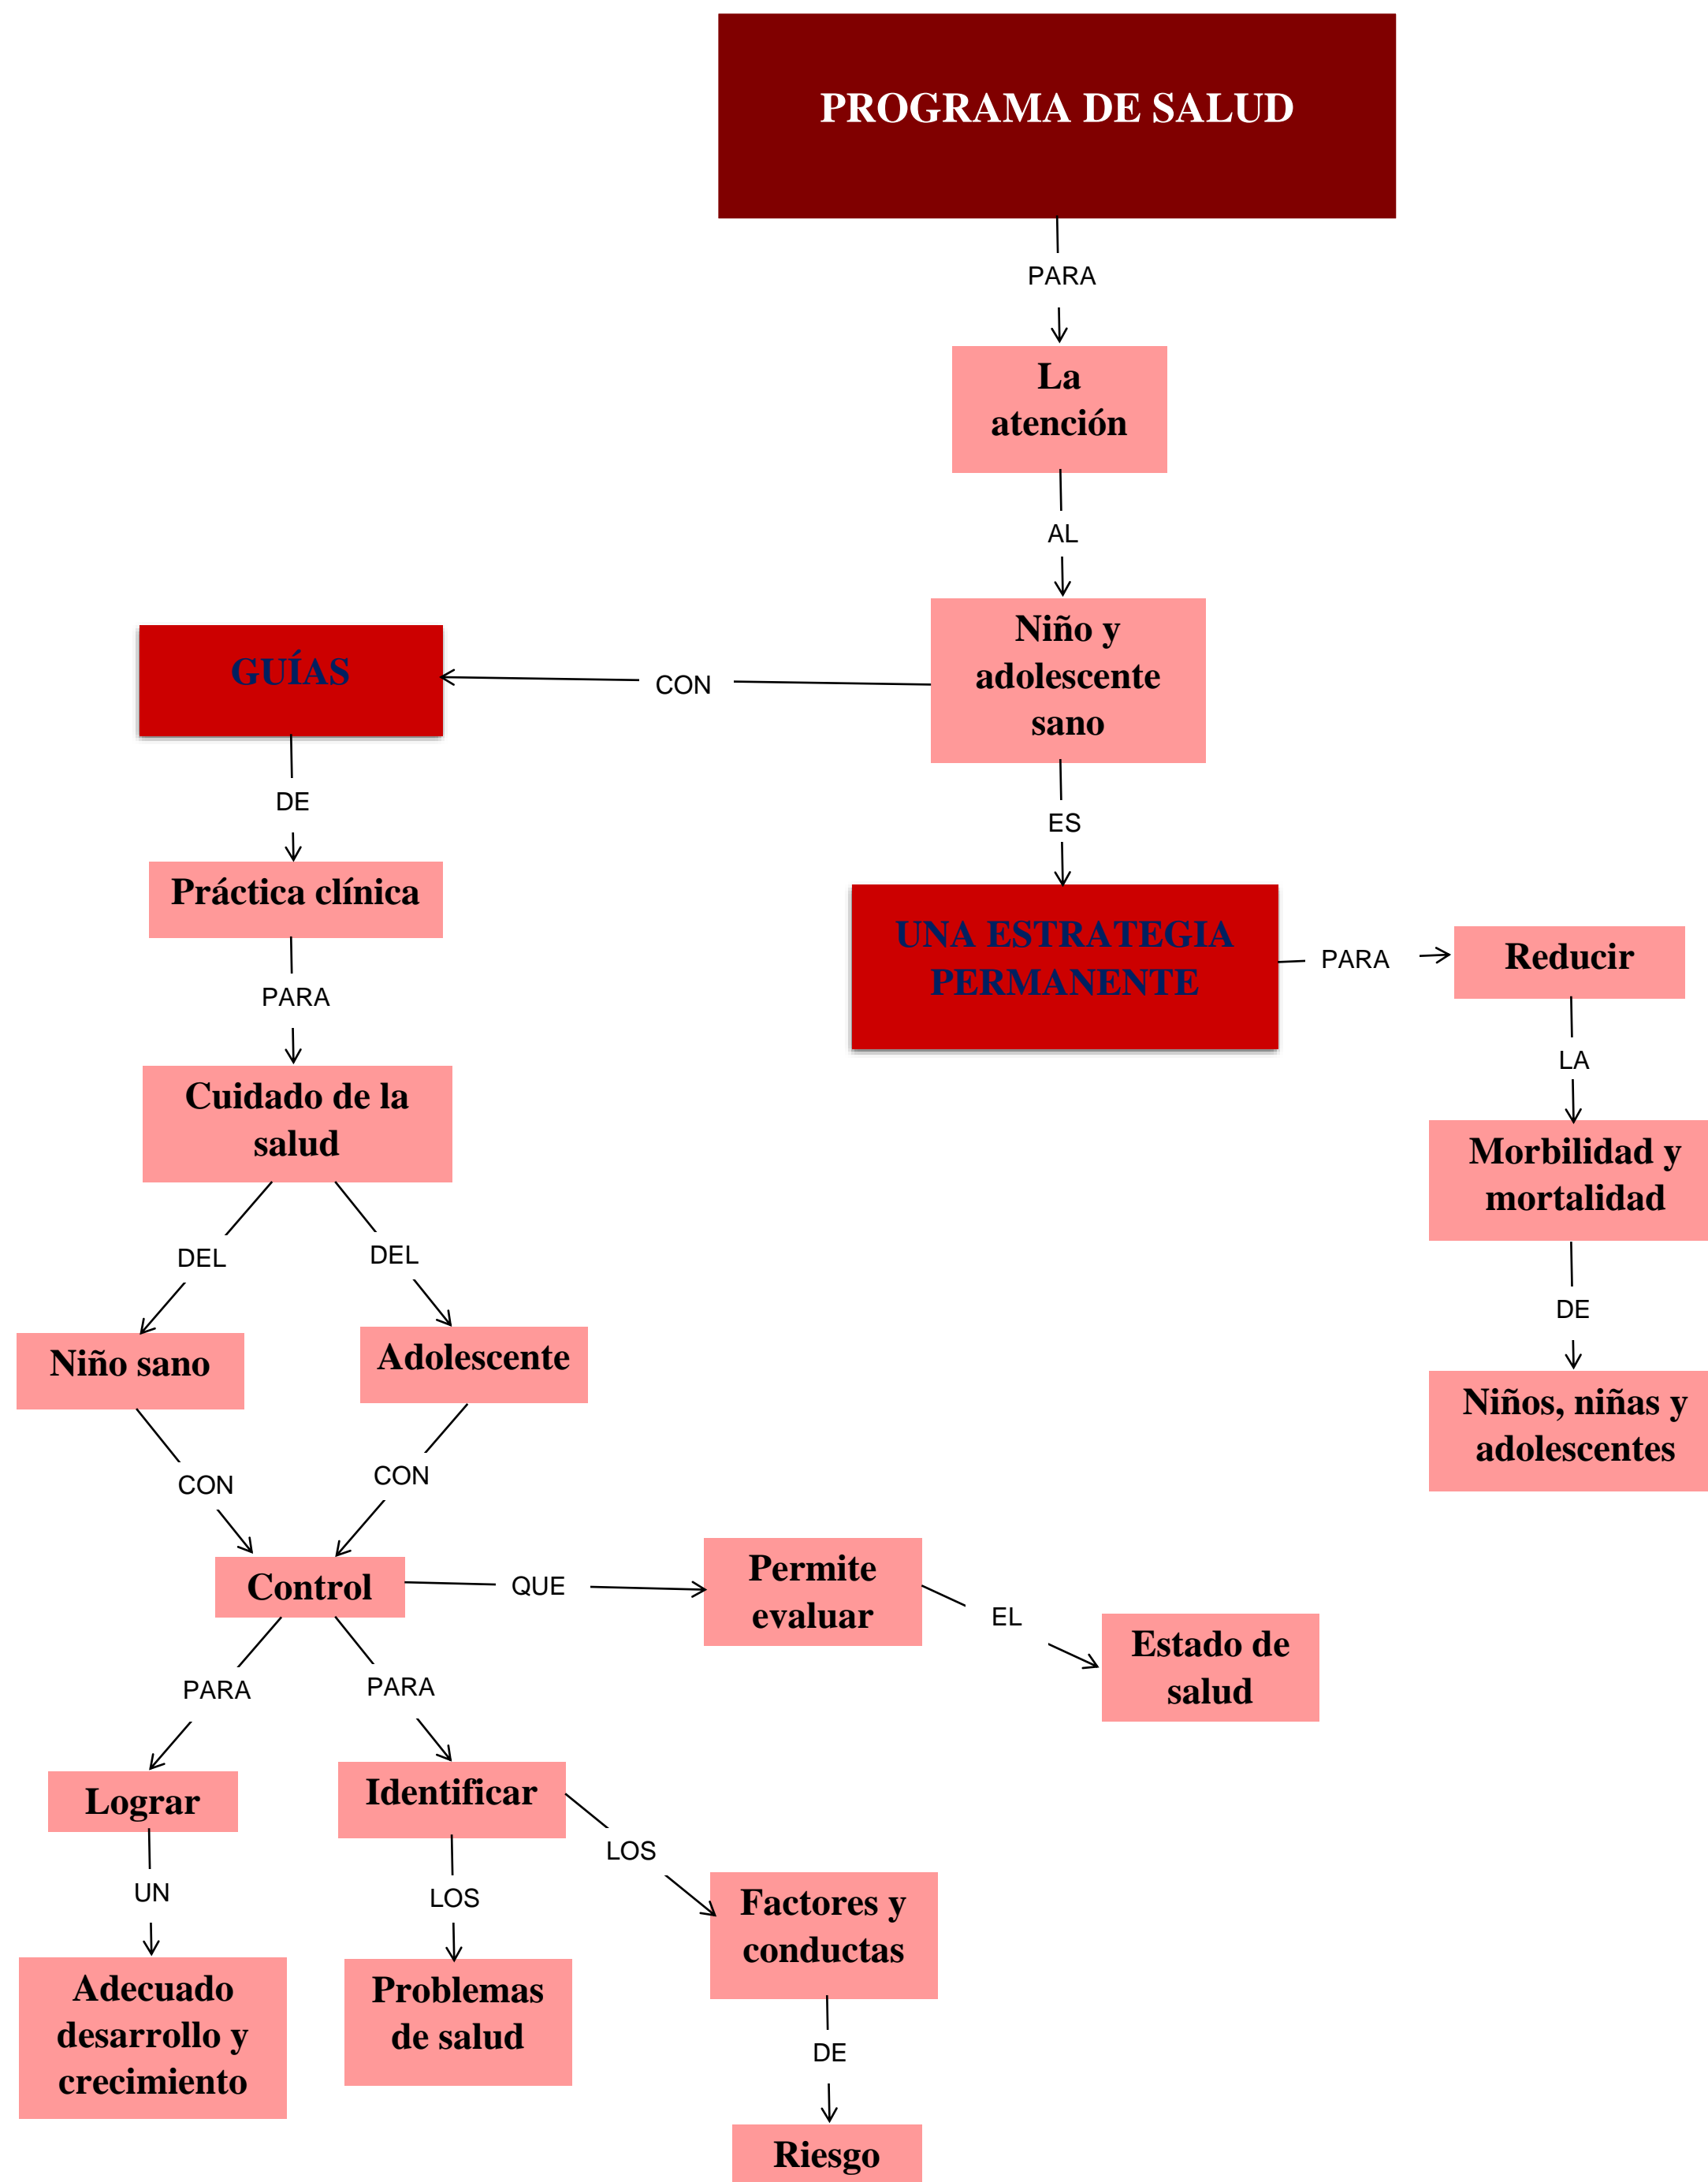 PROGRAMA DE SALUD
PARA
La
atención
AL
Niño y
adolescente
sano
CON
GUÍAS
DE
Práctica clínica
PARA
Cuidado de la
salud
DEL
DEL
Niño sano
Adolescente
CON
CON
Control
QUE
Permite
evaluar
EL
Estado de
salud
PARA
PARA
Lograr
Identificar
UN
LOS
LOS
Adecuado
desarrollo y
crecimiento
Problemas
de salud
Factores y
conductas
DE
Riesgo
ES
UNA ESTRATEGIA
PERMANENTE
PARA
Reducir
LA
Morbilidad y
mortalidad
DE
Niños, niñas y
adolescentes